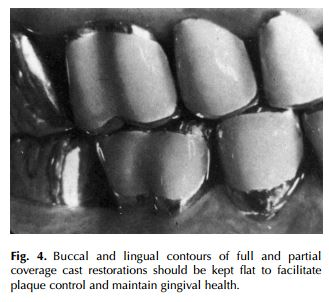 Fig. 4. Buccal and lingual contours of full and partial
coverage cast restorations should be kept flat to facilitate
plaque control and maintain gingival health.